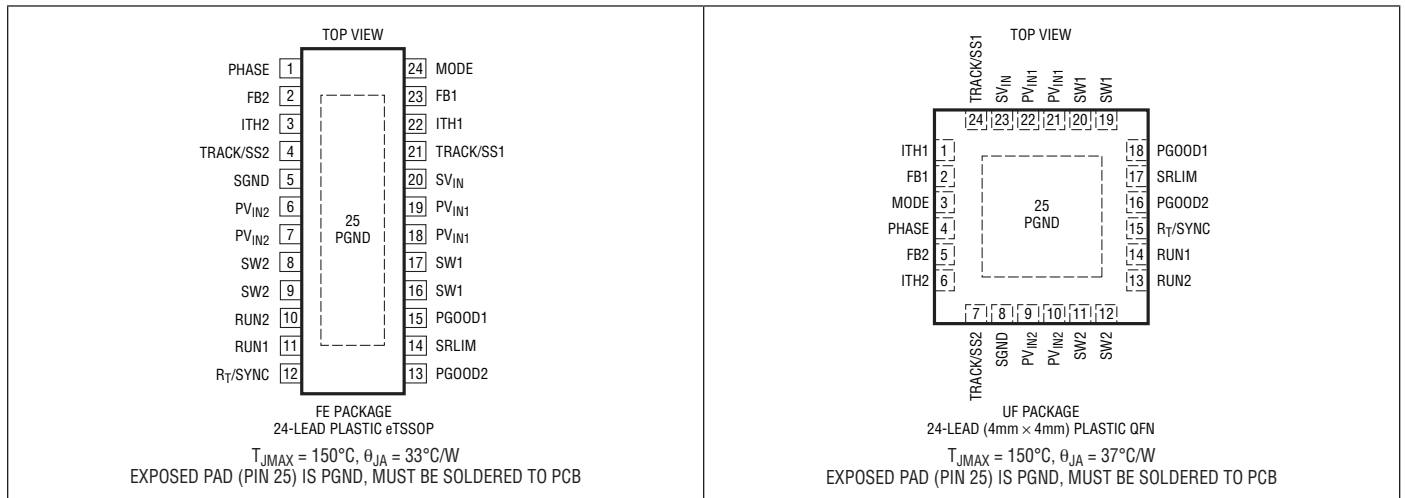 TOP VIEW
PHASE 1
FB2 2
ITH2 3
TRACK/SS2 4
SGND 5
PVIN2 6
PVIN2 7
SW2 8
SW2 9
RUN2 10
RUN1 11
RT/SYNC 12
25
PGND
24 MODE
23 FB1
22 ITH1
21 TRACK/SS1
20 SVIN
19 PVIN1
18 PVIN1
17 SW1
16 SW1
15 PGOOD1
14 SRLIM
13 PGOOD2
FE PACKAGE
24-LEAD PLASTIC eTSSOP
TJMAX = 150°C, θJA = 33°C/W
EXPOSED PAD (PIN 25) IS PGND, MUST BE SOLDERED TO PCB
TOP VIEW
TRACK/SS1
SVIN
PVIN1
PVIN1
SW1
SW1
24 23 22 21 20 19
ITH1 1
FB1 2
MODE 3
PHASE 4
FB2 5
ITH2 6
25
PGND
18 PGOOD1
17 SRLIM
16 PGOOD2
15 RT/SYNC
14 RUN1
13 RUN2
7 8 9 10 11 12
TRACK/SS2
SGND
PVIN2
PVIN2
SW2
SW2
UF PACKAGE
24-LEAD (4mm × 4mm) PLASTIC QFN
TJMAX = 150°C, θJA = 37°C/W
EXPOSED PAD (PIN 25) IS PGND, MUST BE SOLDERED TO PCB